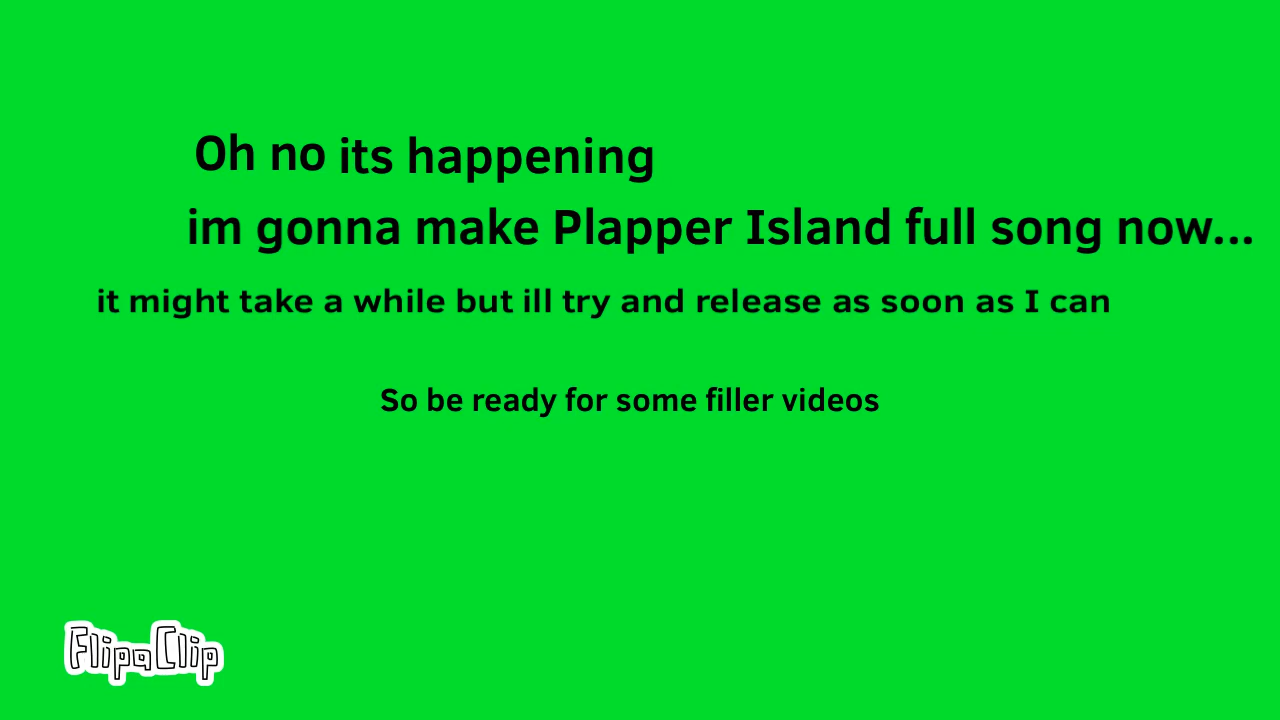 Oh no its happening
im gonna make Plapper Island full song now...
it might take a while but ill try and release as soon as I can
So be ready for some filler videos
FlipaClip